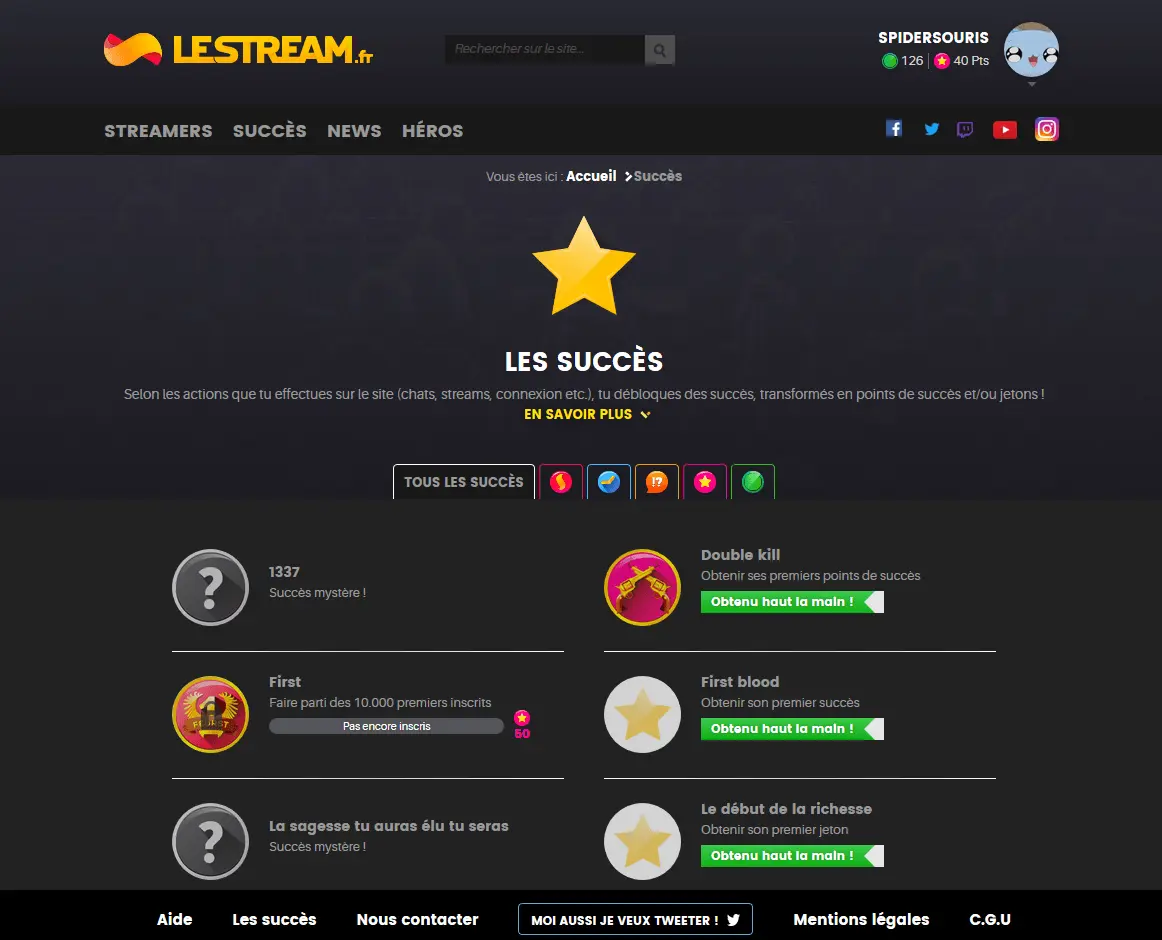 LESTREAM.fr
Rechercher sur le site...
SPIDERSOURIS
126 | 40 Pts
STREAMERS SUCCÈS NEWS HÉROS
Vous êtes ici : Accueil > Succès
LES SUCCÈS
Selon les actions que tu effectues sur le site (chats, streams, connexion etc.), tu débloques des succès, transformés en points de succès et/ou jetons !
EN SAVOIR PLUS
TOUS LES SUCCÈS
!?
?
1337
Succès mystère !
Double kill
Obtenir ses premiers points de succès
Obtenu haut la main !
1
First
Faire parti des 10.000 premiers inscrits
Pas encore inscris
50
First blood
Obtenir son premier succès
Obtenu haut la main !
?
La sagesse tu auras élu tu seras
Succès mystère !
Le début de la richesse
Obtenir son premier jeton
Obtenu haut la main !
Aide Les succès Nous contacter MOI AUSSI JE VEUX TWEETER ! Mentions légales C.G.U